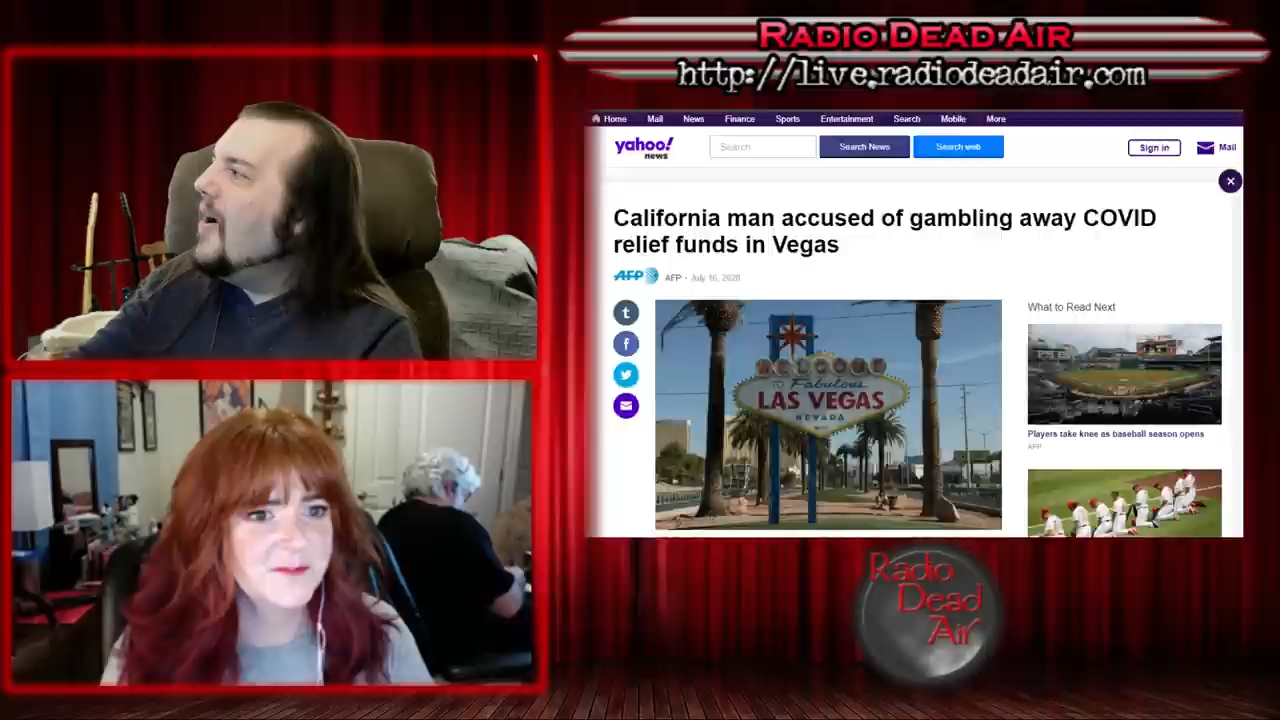 RADIO DEAD AIR
http://live.radiodeadair.com
Home Mail News Finance Sports Entertainment Search Mobile More
yahoo!
news
Search
Search News
Search web
Sign in
Mail
California man accused of gambling away COVID
relief funds in Vegas
AFP
AFP - July 16, 2020
What to Read Next
WELCOME
TO Fabulous
LAS VEGAS
NEVADA
Players take knee as baseball season opens
AFP
Radio
Dead
Air